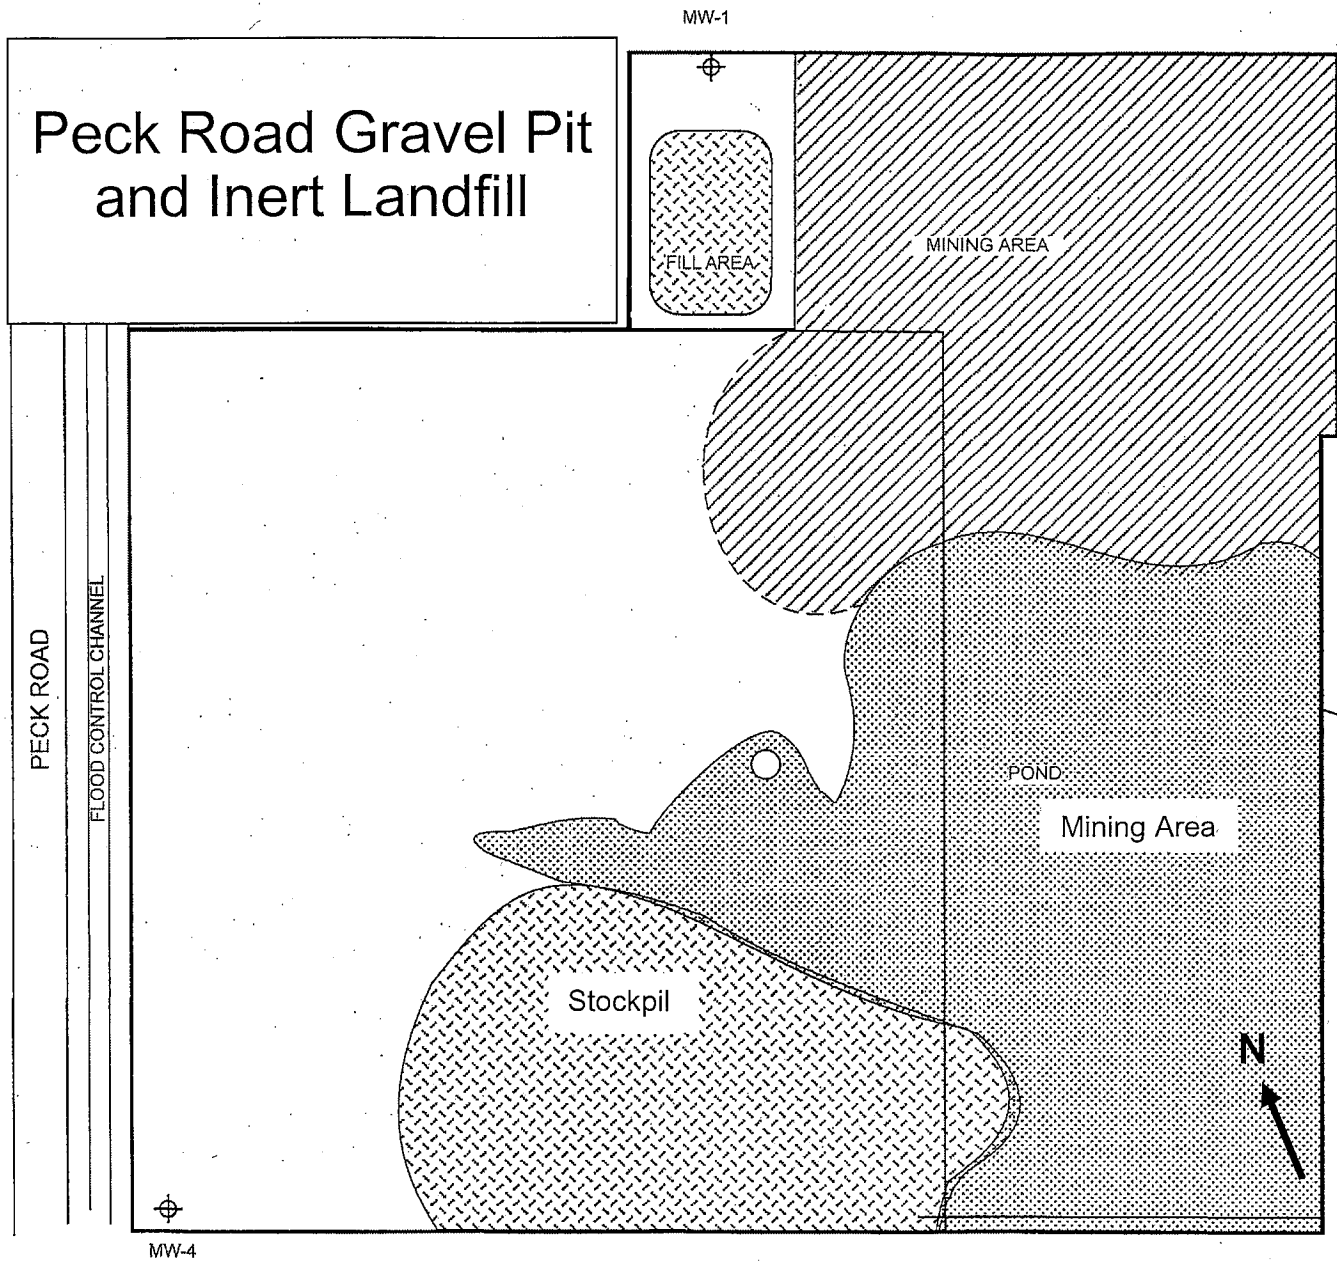 MW-1
Peck Road Gravel Pit
and Inert Landfill
FILL AREA
MINING AREA
PECK ROAD
FLOOD CONTROL CHANNEL
POND
Mining Area
Stockpil
N
MW-4